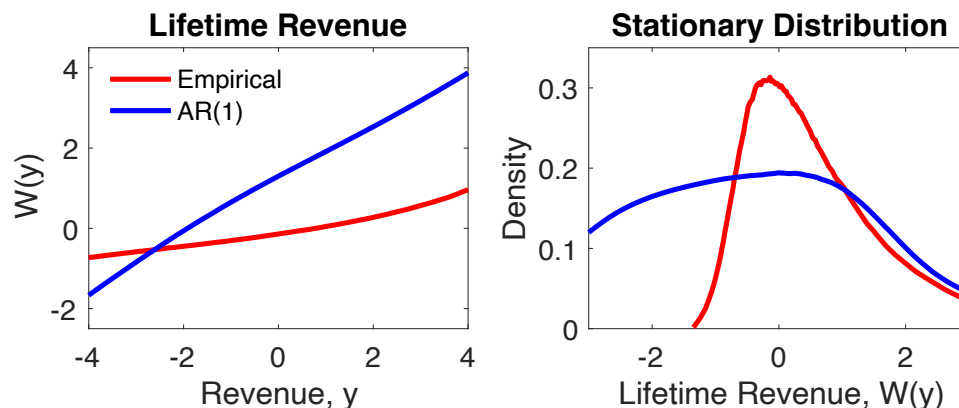 Lifetime Revenue
4
2
0
-2
W(y)
Empirical
AR(1)
-4
-2
0
2
4
Revenue, y
Stationary Distribution
0.3
0.2
0.1
0
Density
-2
0
2
Lifetime Revenue, W(y)